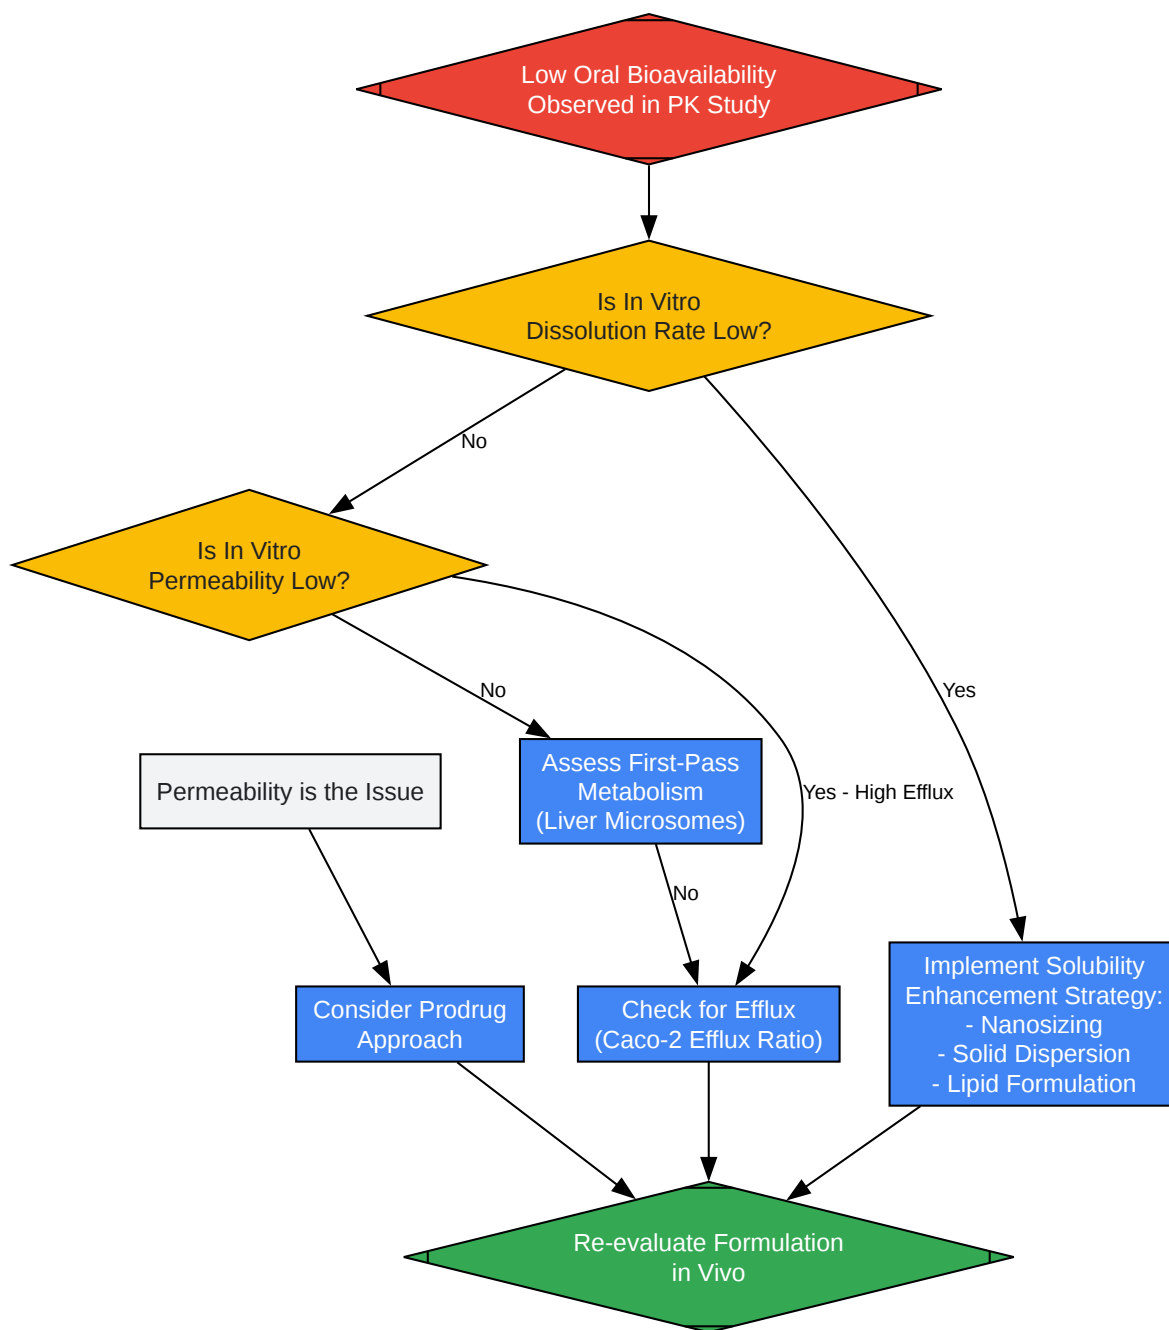 Low Oral Bioavailability
Observed in PK Study
Is In Vitro
Dissolution Rate Low?
No
Is In Vitro
Permeability Low?
No
Yes
Permeability is the Issue
Assess First-Pass
Metabolism
(Liver Microsomes)
Yes - High Efflux
No
Consider Prodrug
Approach
Check for Efflux
(Caco-2 Efflux Ratio)
Implement Solubility
Enhancement Strategy:
- Nanosizing
- Solid Dispersion
- Lipid Formulation
Re-evaluate Formulation
in Vivo